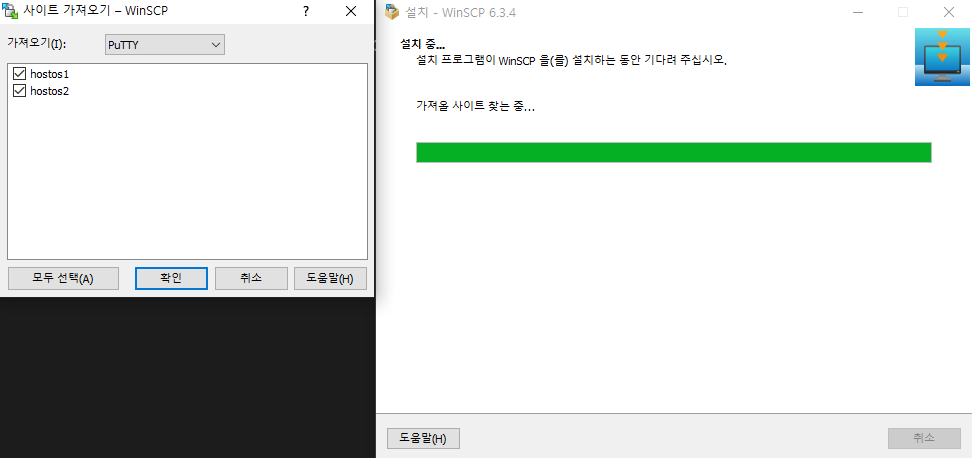 사이트 가져오기 – WinSCP
?
가져오기(I):
PuTTY
hostos1
hostos2
모두 선택(A)
확인
취소
도움말(H)
설치 - WinSCP 6.3.4
설치 중...
설치 프로그램이 WinSCP 을(를) 설치하는 동안 기다려 주십시오.
가져올 사이트 찾는 중...
도움말(H)
취소